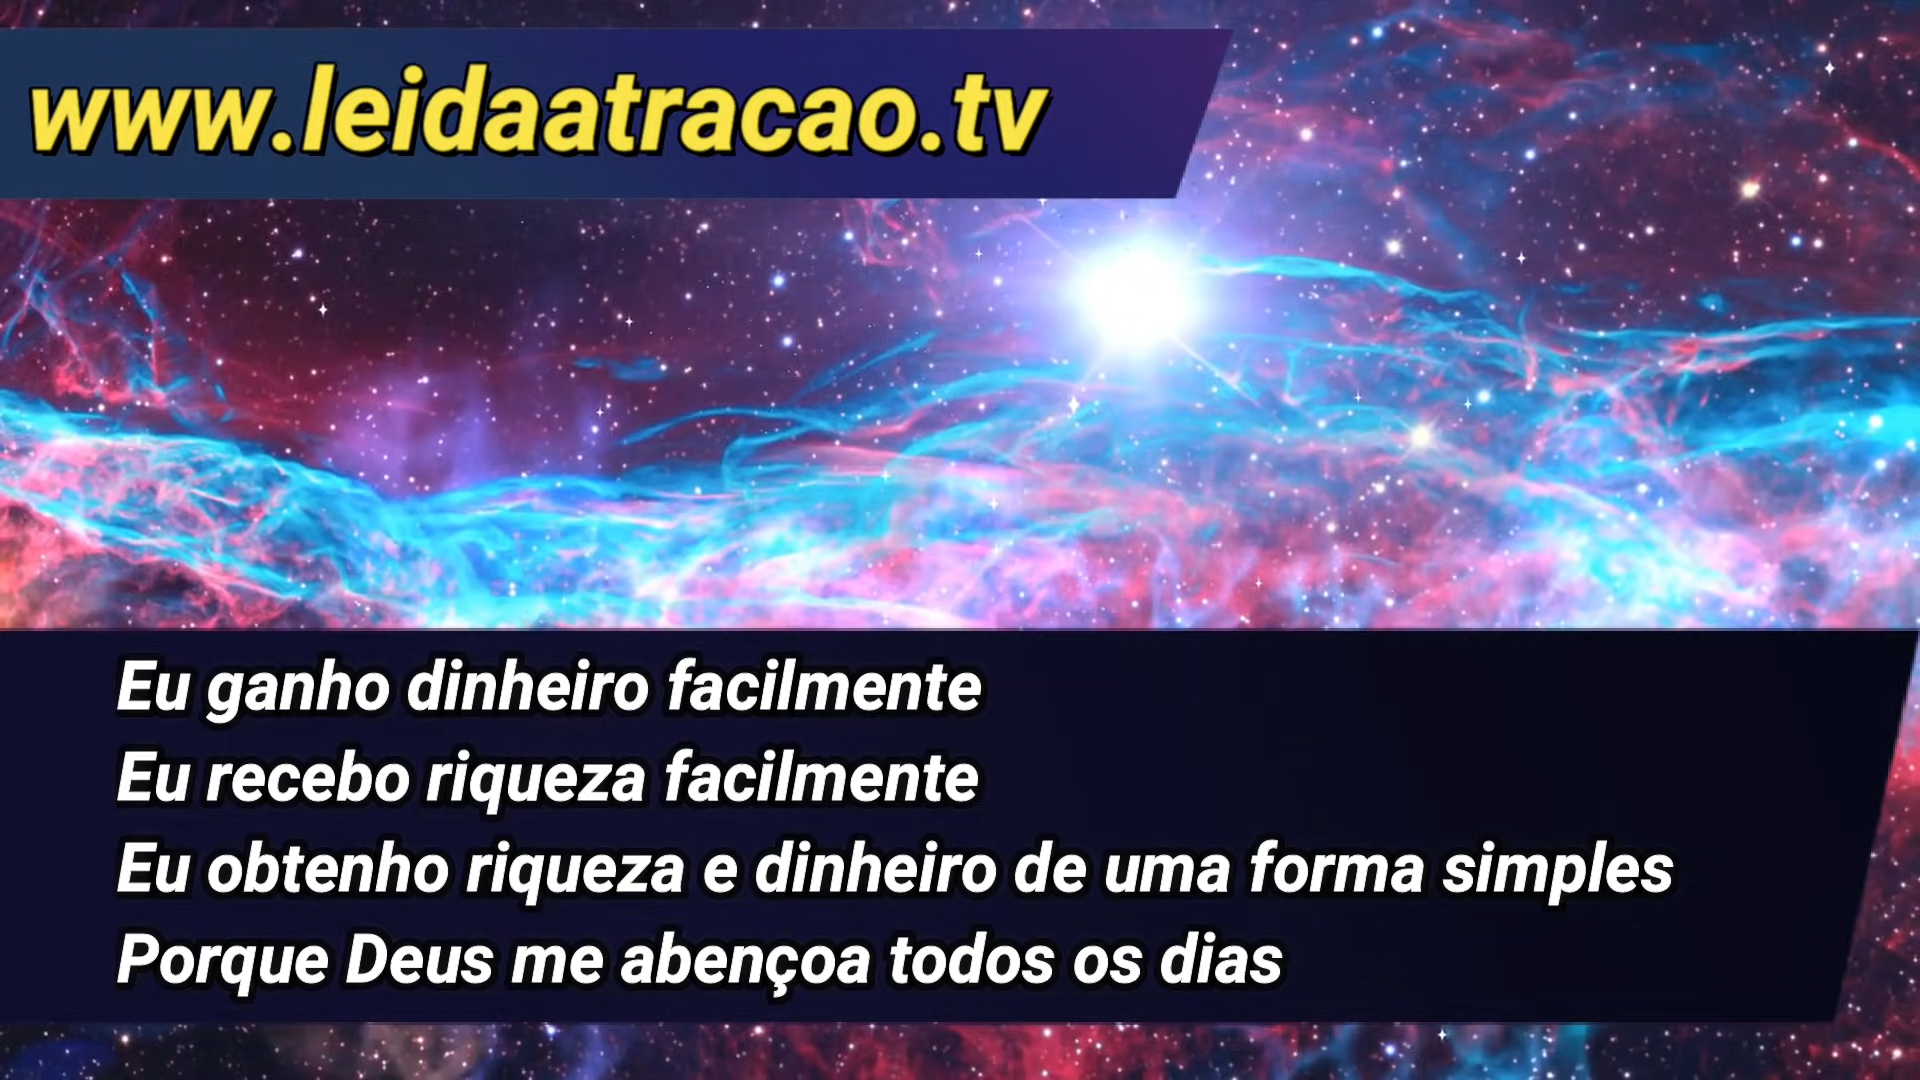 www.leidaatracao.tv
Eu ganho dinheiro facilmente
Eu recebo riqueza facilmente
Eu obtenho riqueza e dinheiro de uma forma simples
Porque Deus me abençoa todos os dias